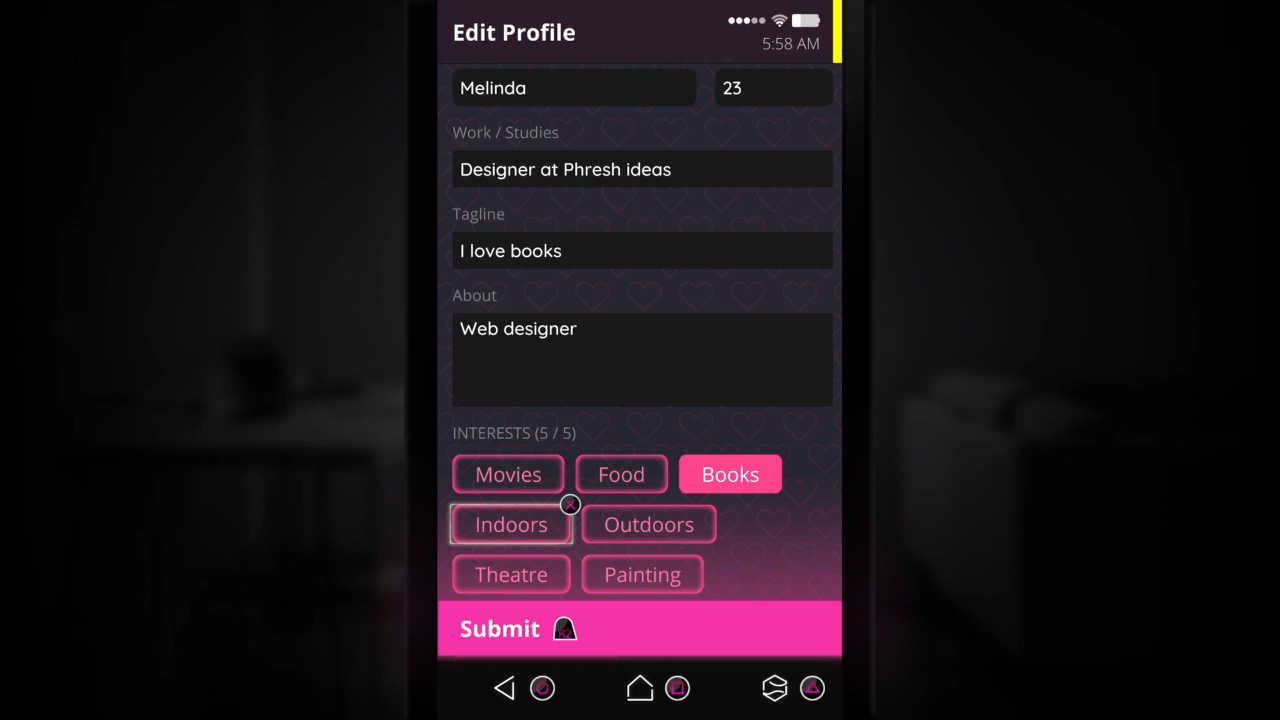 Edit Profile
5:58 AM
Melinda
23
Work / Studies
Designer at Phresh ideas
Tagline
I love books
About
Web designer
INTERESTS (5 / 5)
Movies
Food
Books
Indoors
Outdoors
Theatre
Painting
Submit R2